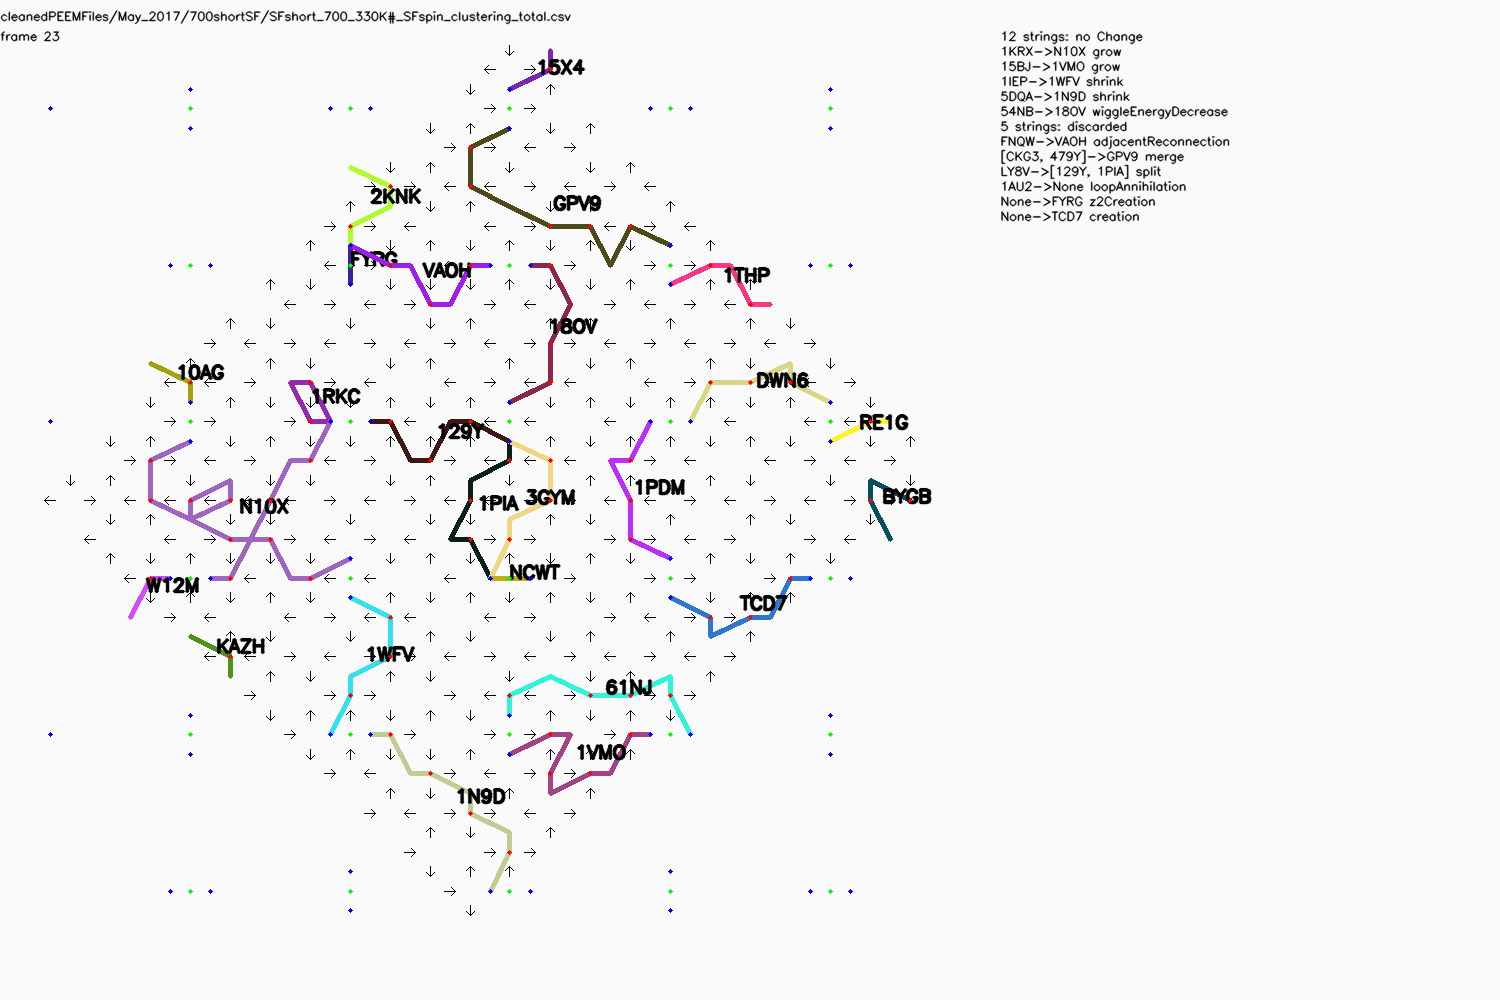 cleanedPEEMFiles/May_2017/700shortSF/SFshort_700_330K#_SFspin_clustering_total.csv
frame 23
12 strings: no Change
1KRX->N10X grow
15BJ->1VMO grow
1IEP->1WFV shrink
5DQA->1N9D shrink
54NB->18OV wiggleEnergyDecrease
5 strings: discarded
FNQW->VAOH adjacentReconnection
[CKG3, 479Y]->GPV9 merge
LY8V->[129Y, 1PIA] split
1AU2->None loopAnnihilation
None->FYRG z2Creation
None->TCD7 creation
15X4
2KNK
GPV9
FYRG
VAOH
1THP
18OV
10AG
1RKC
DWN6
RE1G
129Y
1PIA
3GYM
1PDM
BYGB
N10X
NCWT
W12M
TCD7
KAZH
1WFV
61NJ
1VMO
1N9D